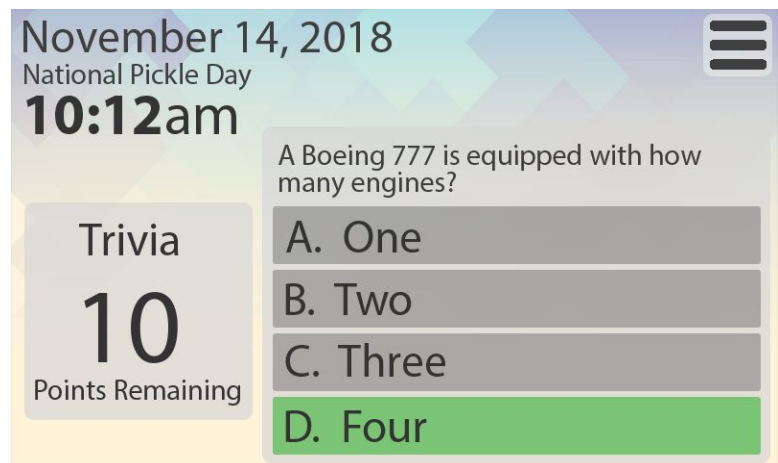 November 14, 2018
National Pickle Day
10:12am
Trivia
10
Points Remaining
A Boeing 777 is equipped with how
many engines?
A. One
B. Two
C. Three
D. Four